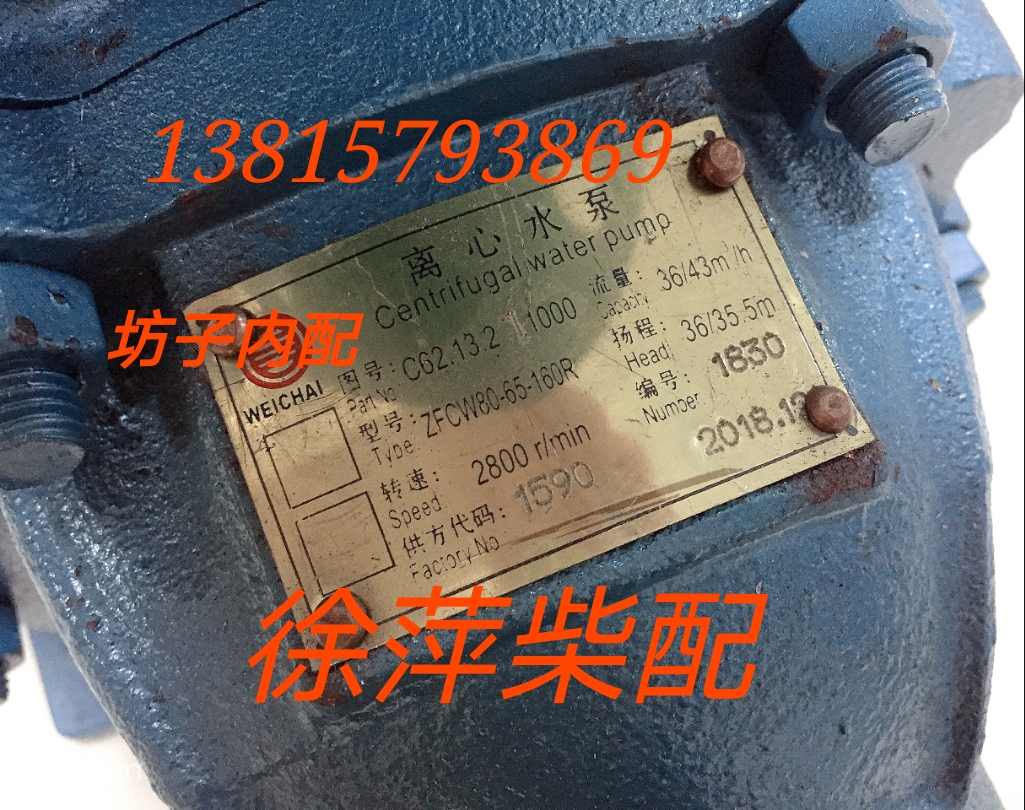 13815793869
离心水泵
Centrifugal water pump
坊子内配
WEICHAI
图号: C62.13.2 1 1000
Part No
流量: 36/43m³/h
Capacity
型号: ZFCW80-65-160R
Type
扬程: 36/35.5m
Head
转速: 2800 r/min
Speed
编号: 1830
Number
2018.12
供方代码: 1590
Factory No
徐萍柴配